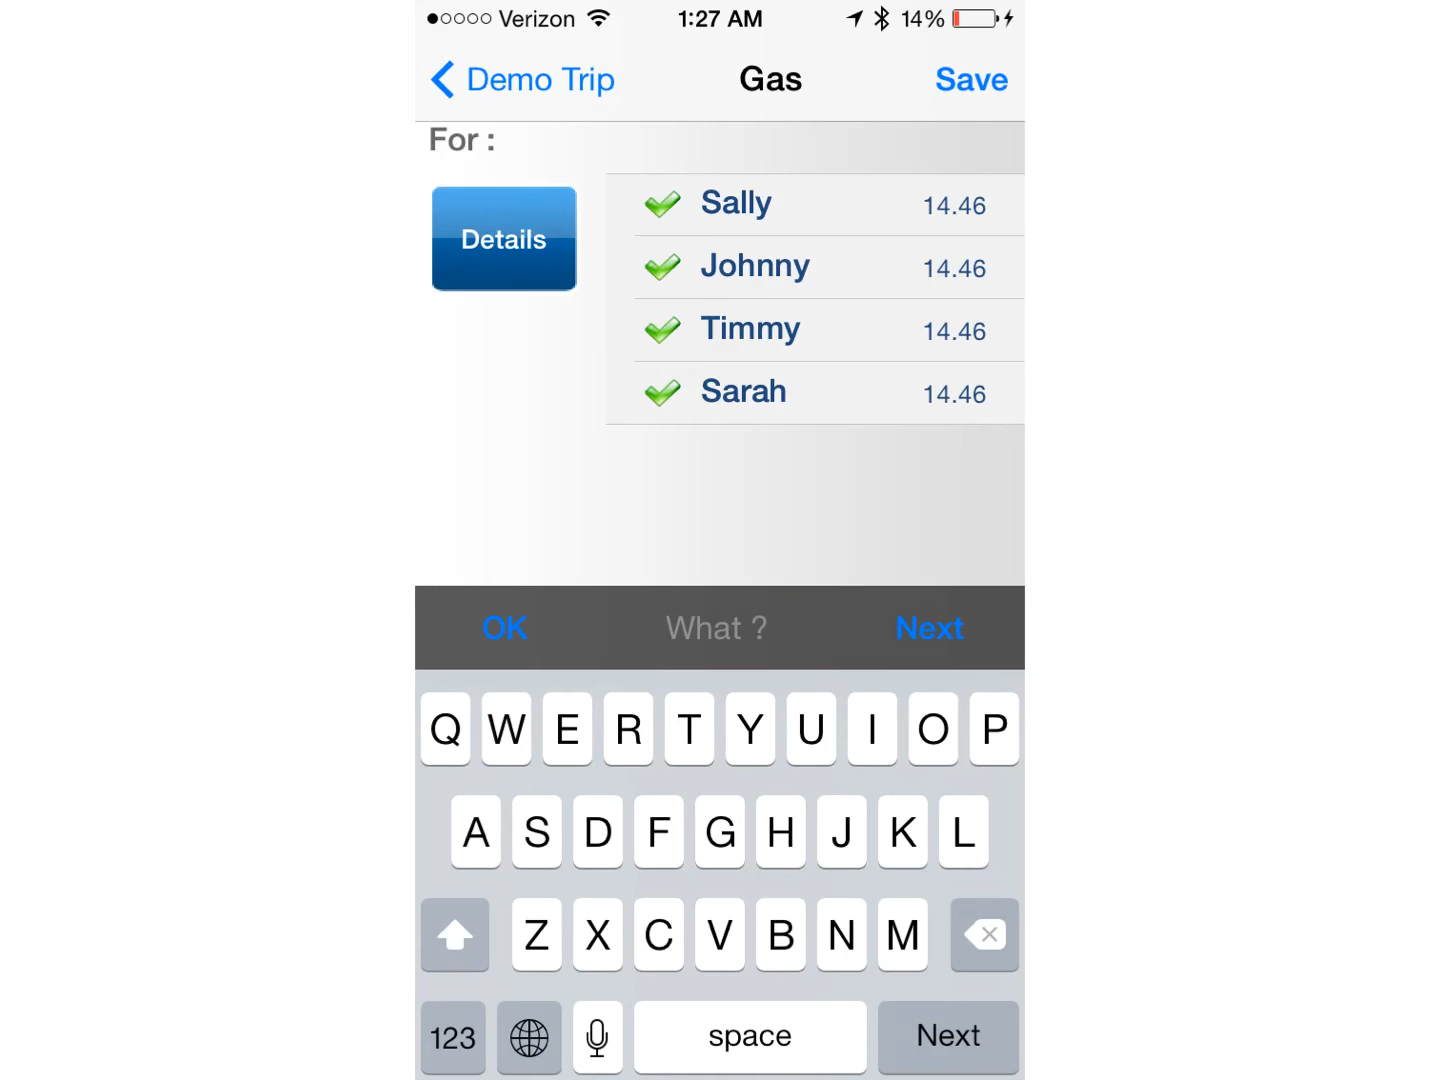 Verizon 1:27 AM 14%
Demo Trip Gas Save
For :
Details
Sally 14.46
Johnny 14.46
Timmy 14.46
Sarah 14.46
OK What ? Next
Q W E R T Y U I O P
A S D F G H J K L
Z X C V B N M
123 space Next